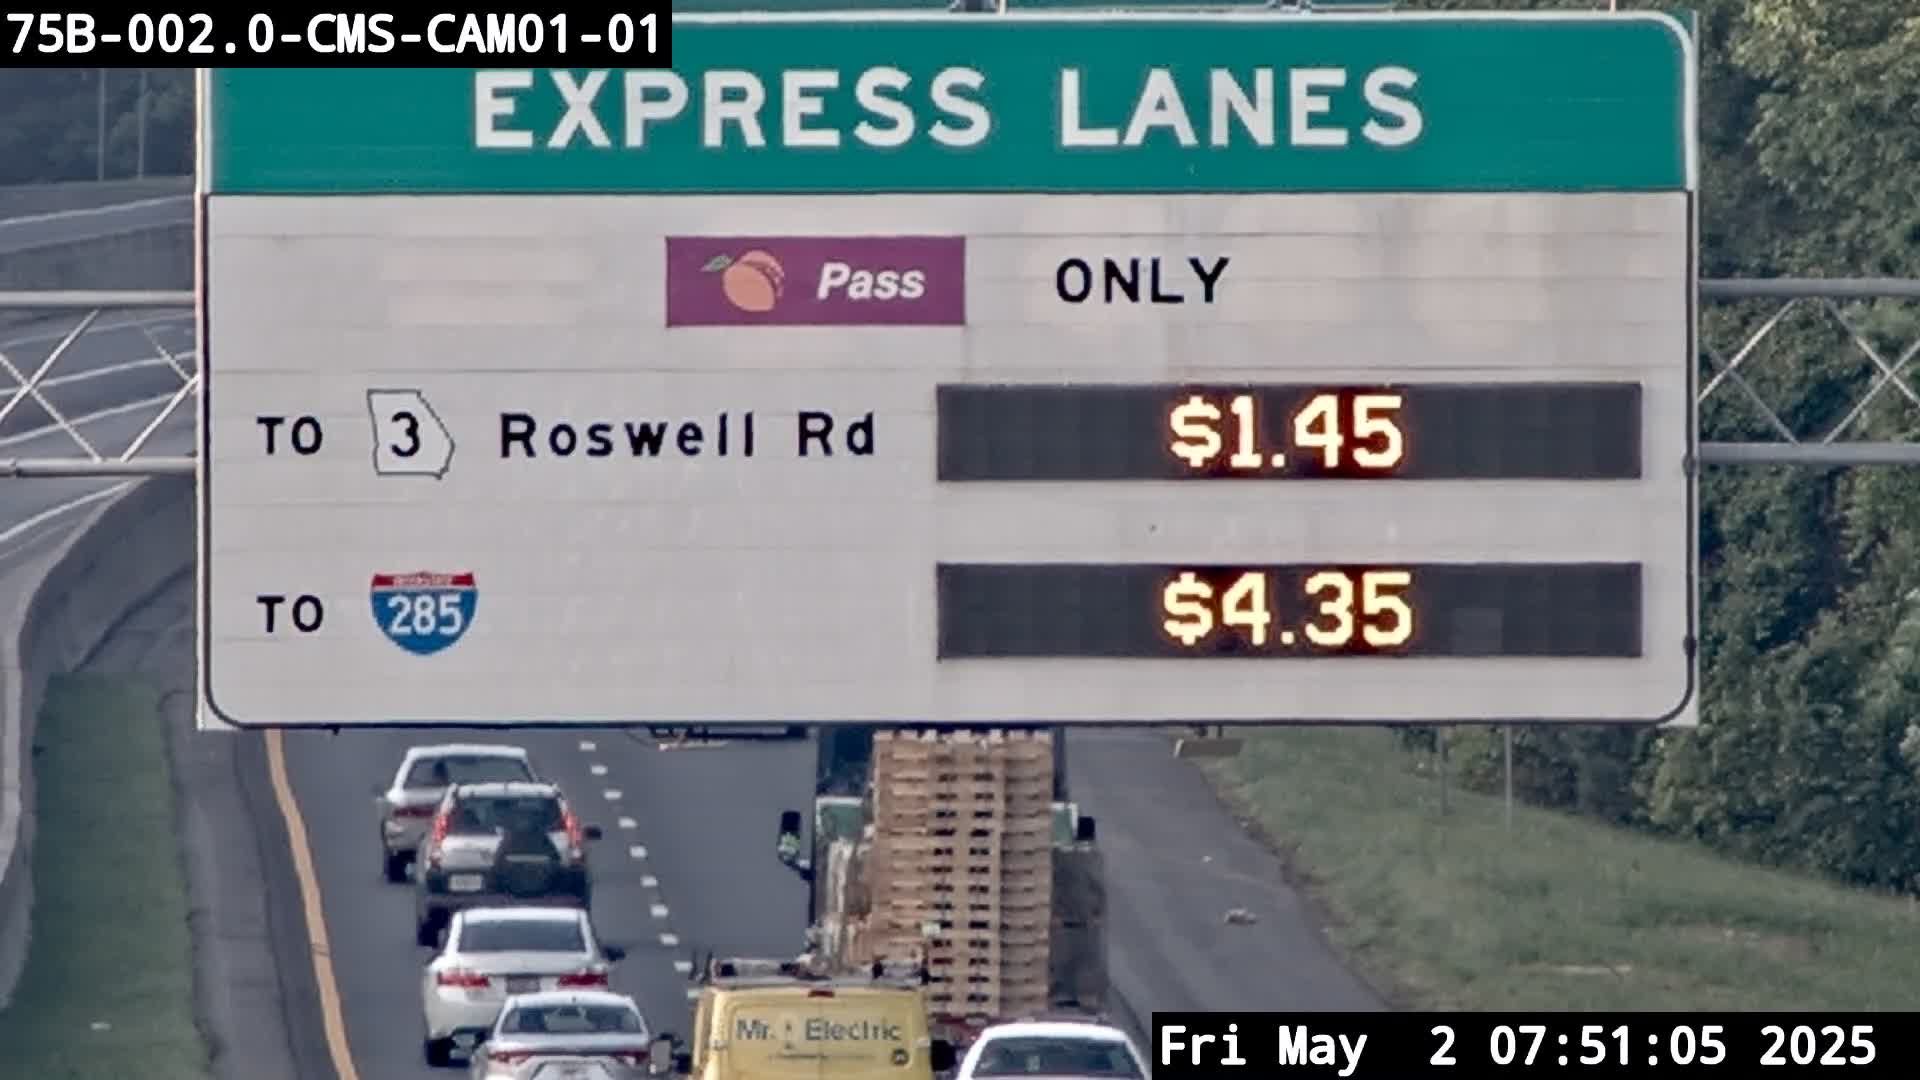 75B-002.0-CMS-CAM01-01
EXPRESS LANES
Pass ONLY
TO 3 Roswell Rd $1.45
TO 285 $4.35
Mr. Electric
Fri May 2 07:51:05 2025